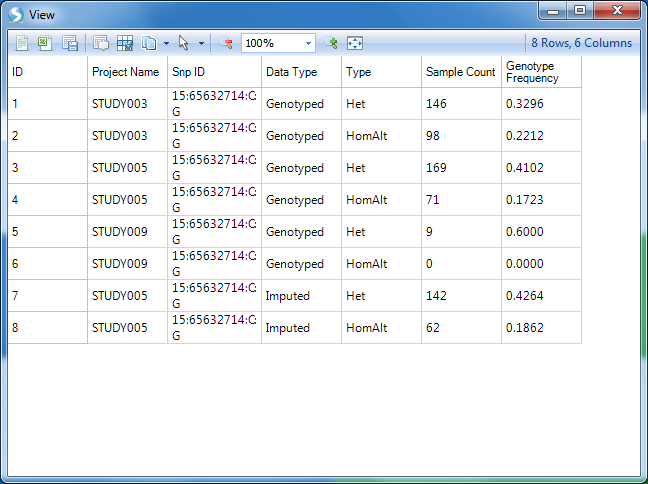 View
100%
8 Rows, 6 Columns
ID Project Name Snp ID Data Type Type Sample Count Genotype Frequency
1 STUDY003 15:65632714:C:G Genotyped Het 146 0.3296
2 STUDY003 15:65632714:C:G Genotyped HomAlt 98 0.2212
3 STUDY005 15:65632714:C:G Genotyped Het 169 0.4102
4 STUDY005 15:65632714:C:G Genotyped HomAlt 71 0.1723
5 STUDY009 15:65632714:C:G Genotyped Het 9 0.6000
6 STUDY009 15:65632714:C:G Genotyped HomAlt 0 0.0000
7 STUDY005 15:65632714:C:G Imputed Het 142 0.4264
8 STUDY005 15:65632714:C:G Imputed HomAlt 62 0.1862